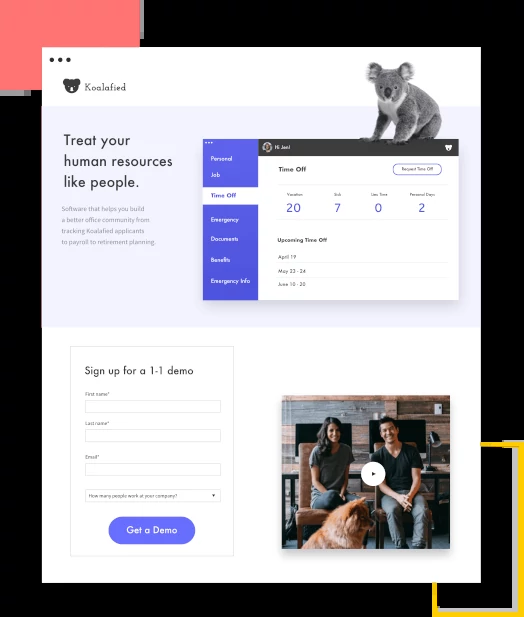 Koalafied
Treat your
human resources
like people.
Software that helps you build
a better office community from
tracking Koalafied applicants
to payroll to retirement planning.
Hi Jen!
Personal
Job
Time Off
Emergency
Documents
Benefits
Emergency Info
Time Off
Request Time Off
Vacation
Sick
Personal Days
20
7
0
2
Upcoming Time Off
April 19
May 23 - 24
June 10 - 20
Sign up for a 1-1 demo
First name*
Last name*
Email*
How many people work at your company?
Get a Demo